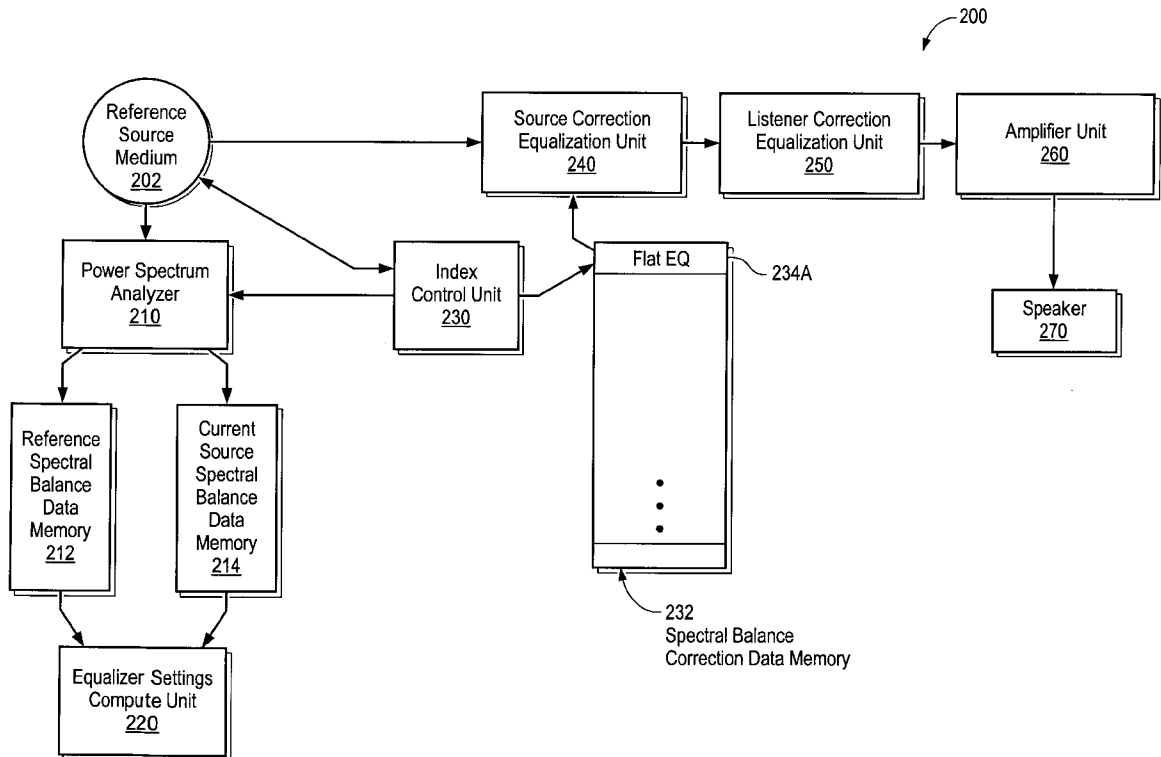 200
Reference
Source
Medium
202
Source Correction
Equalization Unit
240
Listener Correction
Equalization Unit
250
Amplifier Unit
260
Power Spectrum
Analyzer
210
Index
Control Unit
230
Flat EQ
234A
Speaker
270
Reference
Spectral
Balance
Data
Memory
212
Current
Source
Spectral
Balance
Data
Memory
214
232
Spectral Balance
Correction Data Memory
Equalizer Settings
Compute Unit
220